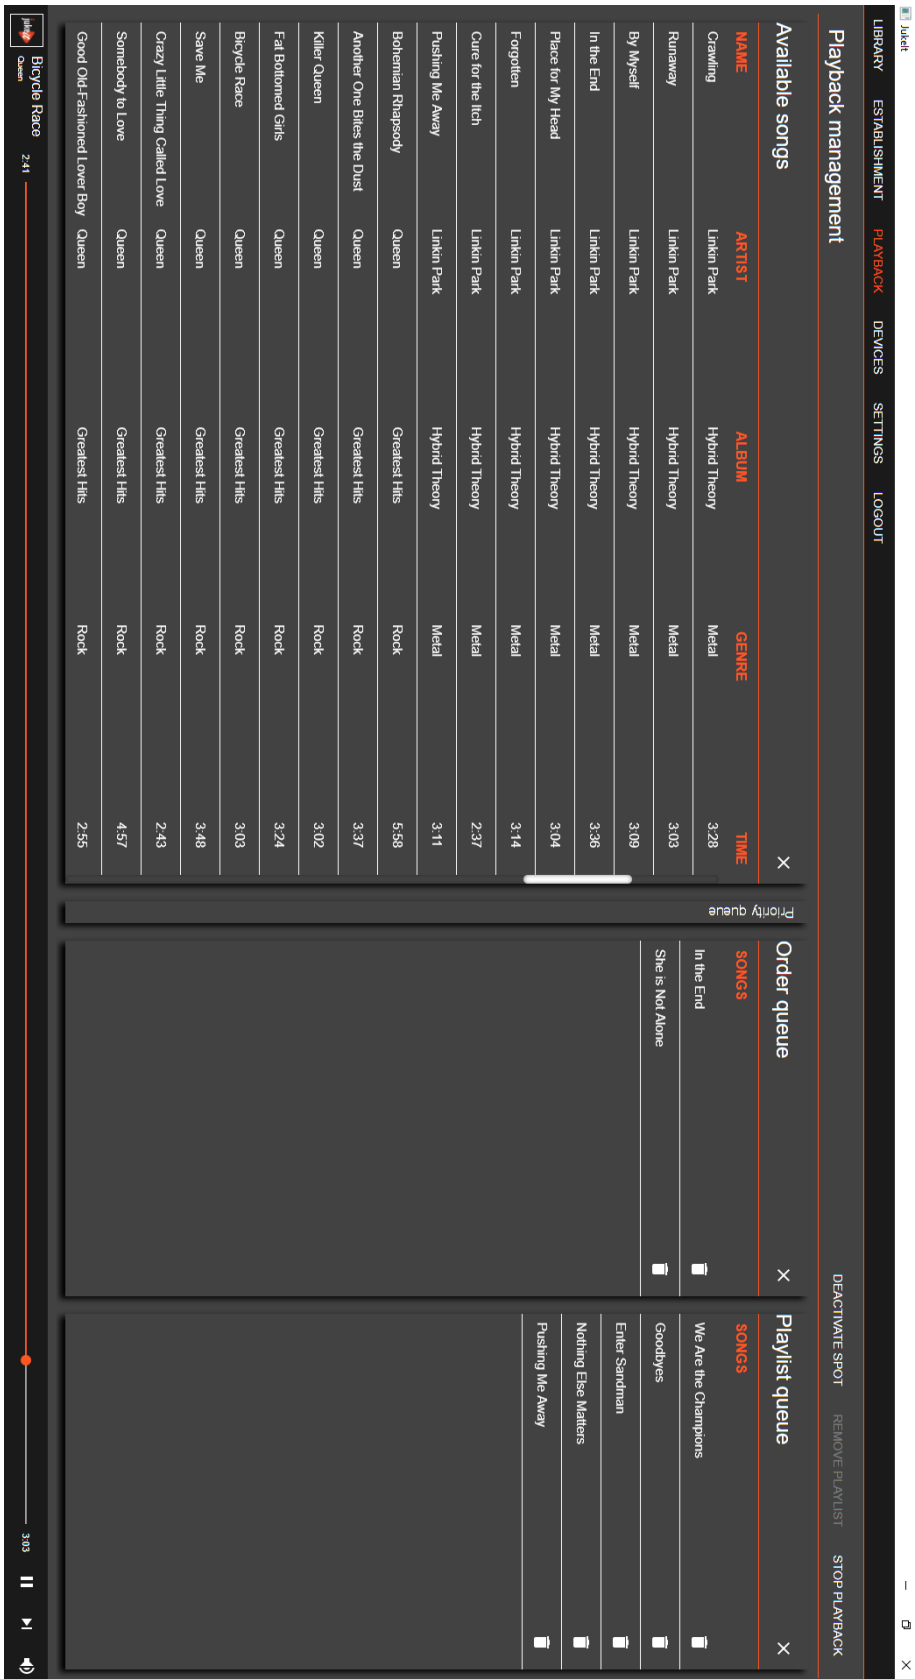 JukeIt
LIBRARY ESTABLISHMENT PLAYBACK DEVICES SETTINGS LOGOUT
Playback management DEACTIVATE SPOT REMOVE PLAYLIST STOP PLAYBACK
Available songs
NAME ARTIST ALBUM GENRE TIME
Crawling Linkin Park Hybrid Theory Metal 3:28
Runaway Linkin Park Hybrid Theory Metal 3:03
By Myself Linkin Park Hybrid Theory Metal 3:09
In the End Linkin Park Hybrid Theory Metal 3:36
Place for My Head Linkin Park Hybrid Theory Metal 3:04
Forgotten Linkin Park Hybrid Theory Metal 3:14
Cure for the Itch Linkin Park Hybrid Theory Metal 2:37
Pushing Me Away Linkin Park Hybrid Theory Metal 3:11
Bohemian Rhapsody Queen Greatest Hits Rock 5:58
Another One Bites the Dust Queen Greatest Hits Rock 3:37
Killer Queen Queen Greatest Hits Rock 3:02
Fat Bottomed Girls Queen Greatest Hits Rock 3:24
Bicycle Race Queen Greatest Hits Rock 3:03
Save Me Queen Greatest Hits Rock 3:48
Crazy Little Thing Called Love Queen Greatest Hits Rock 2:43
Somebody to Love Queen Greatest Hits Rock 4:57
Good Old-Fashioned Lover Boy Queen Greatest Hits Rock 2:55
Priority queue
Order queue
SONGS
In the End
She is Not Alone
Playlist queue
SONGS
We Are the Champions
Goodbyes
Enter Sandman
Nothing Else Matters
Pushing Me Away
Bicycle Race
Queen
2:41 3:03